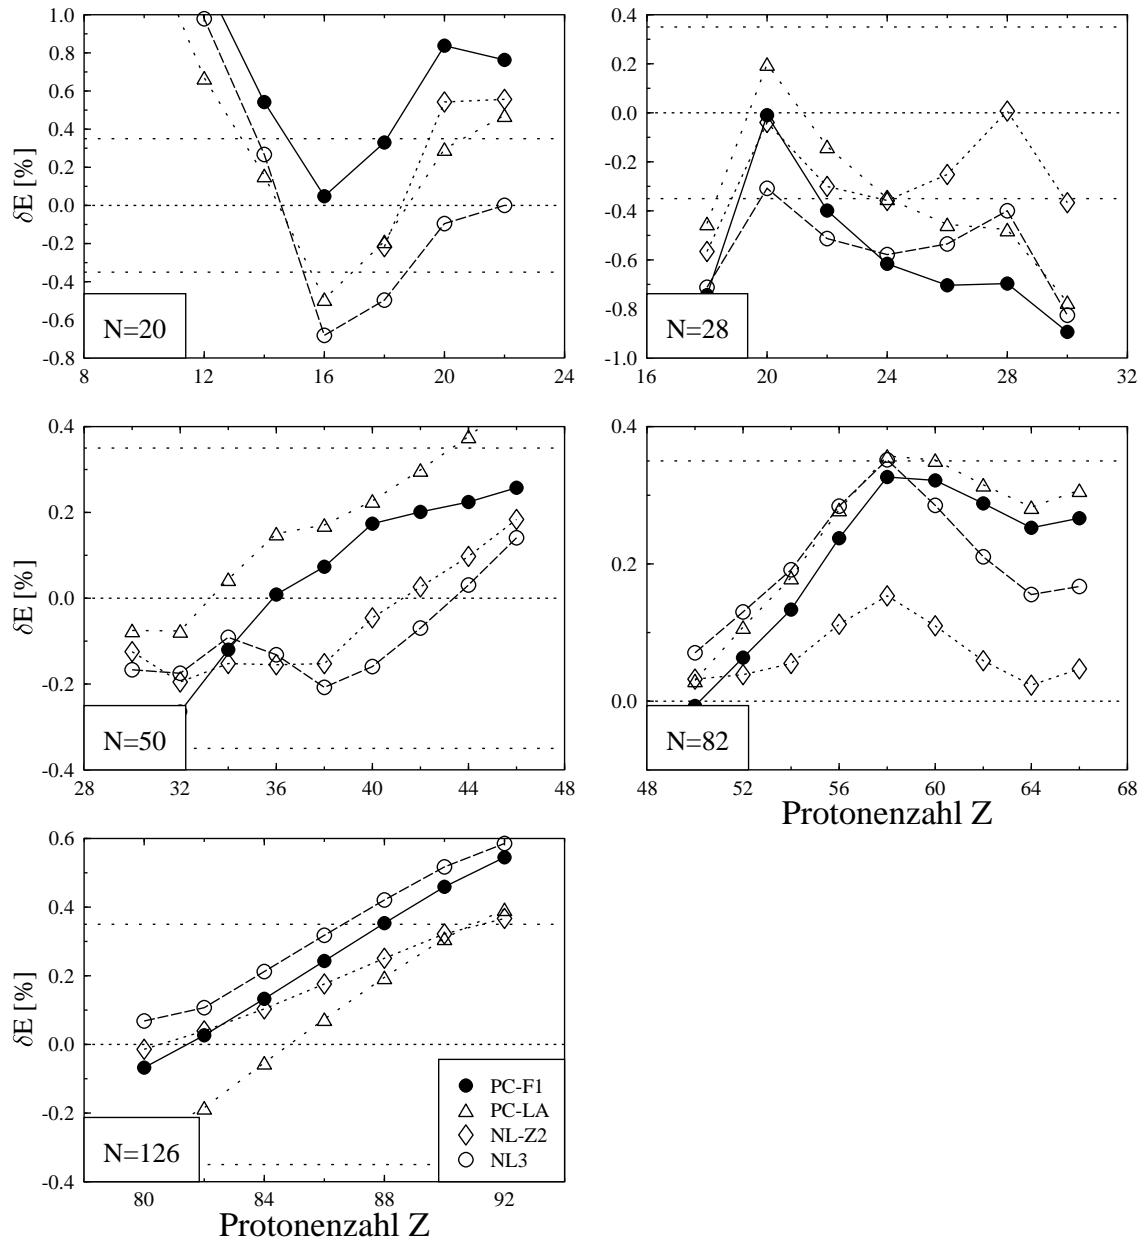 1.0
0.8
0.6
0.4
0.2
0.0
-0.2
-0.4
-0.6
-0.8
δE [%]
N=20
8 12 16 20 24
0.4
0.2
0.0
-0.2
-0.4
-0.6
-0.8
-1.0
N=28
16 20 24 28 32
0.4
0.2
0.0
-0.2
-0.4
δE [%]
N=50
28 32 36 40 44 48
0.4
0.2
0.0
N=82
48 52 56 60 64 68
Protonenzahl Z
0.6
0.4
0.2
0.0
-0.2
-0.4
δE [%]
N=126
PC-F1
PC-LA
NL-Z2
NL3
80 84 88 92
Protonenzahl Z